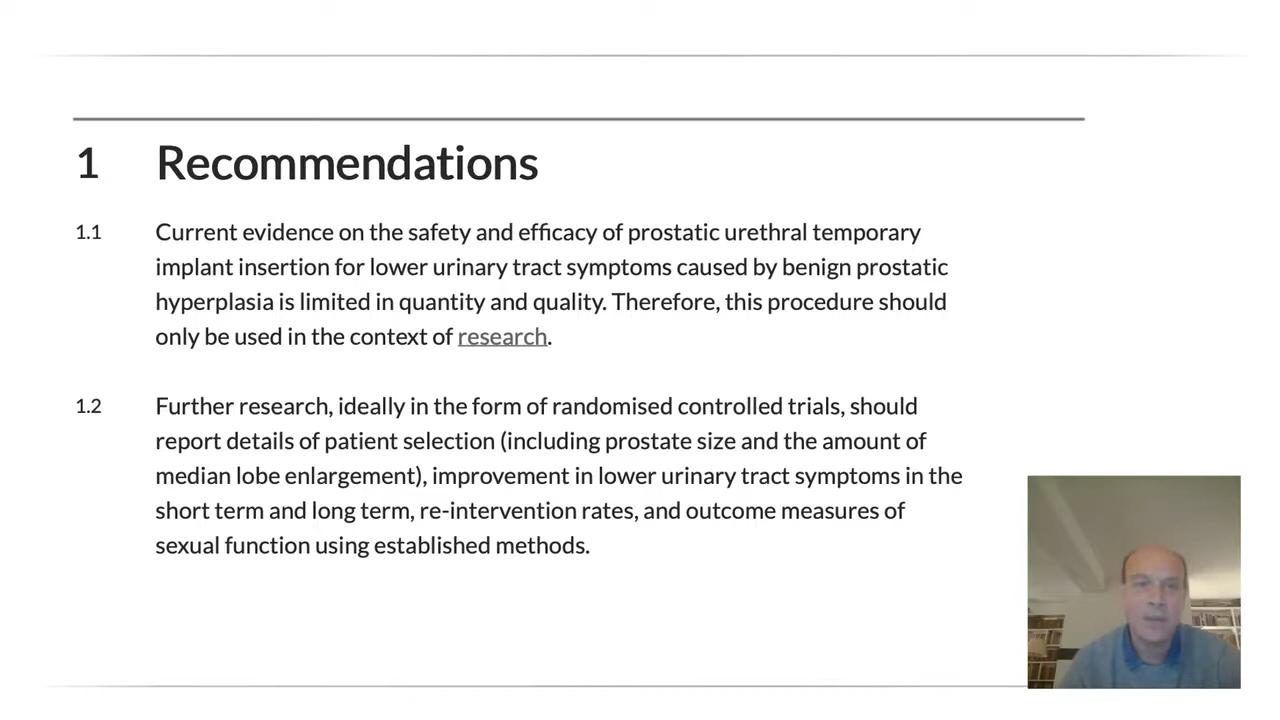 1 Recommendations
1.1 Current evidence on the safety and efficacy of prostatic urethral temporary
implant insertion for lower urinary tract symptoms caused by benign prostatic
hyperplasia is limited in quantity and quality. Therefore, this procedure should
only be used in the context of research.
1.2 Further research, ideally in the form of randomised controlled trials, should
report details of patient selection (including prostate size and the amount of
median lobe enlargement), improvement in lower urinary tract symptoms in the
short term and long term, re-intervention rates, and outcome measures of
sexual function using established methods.